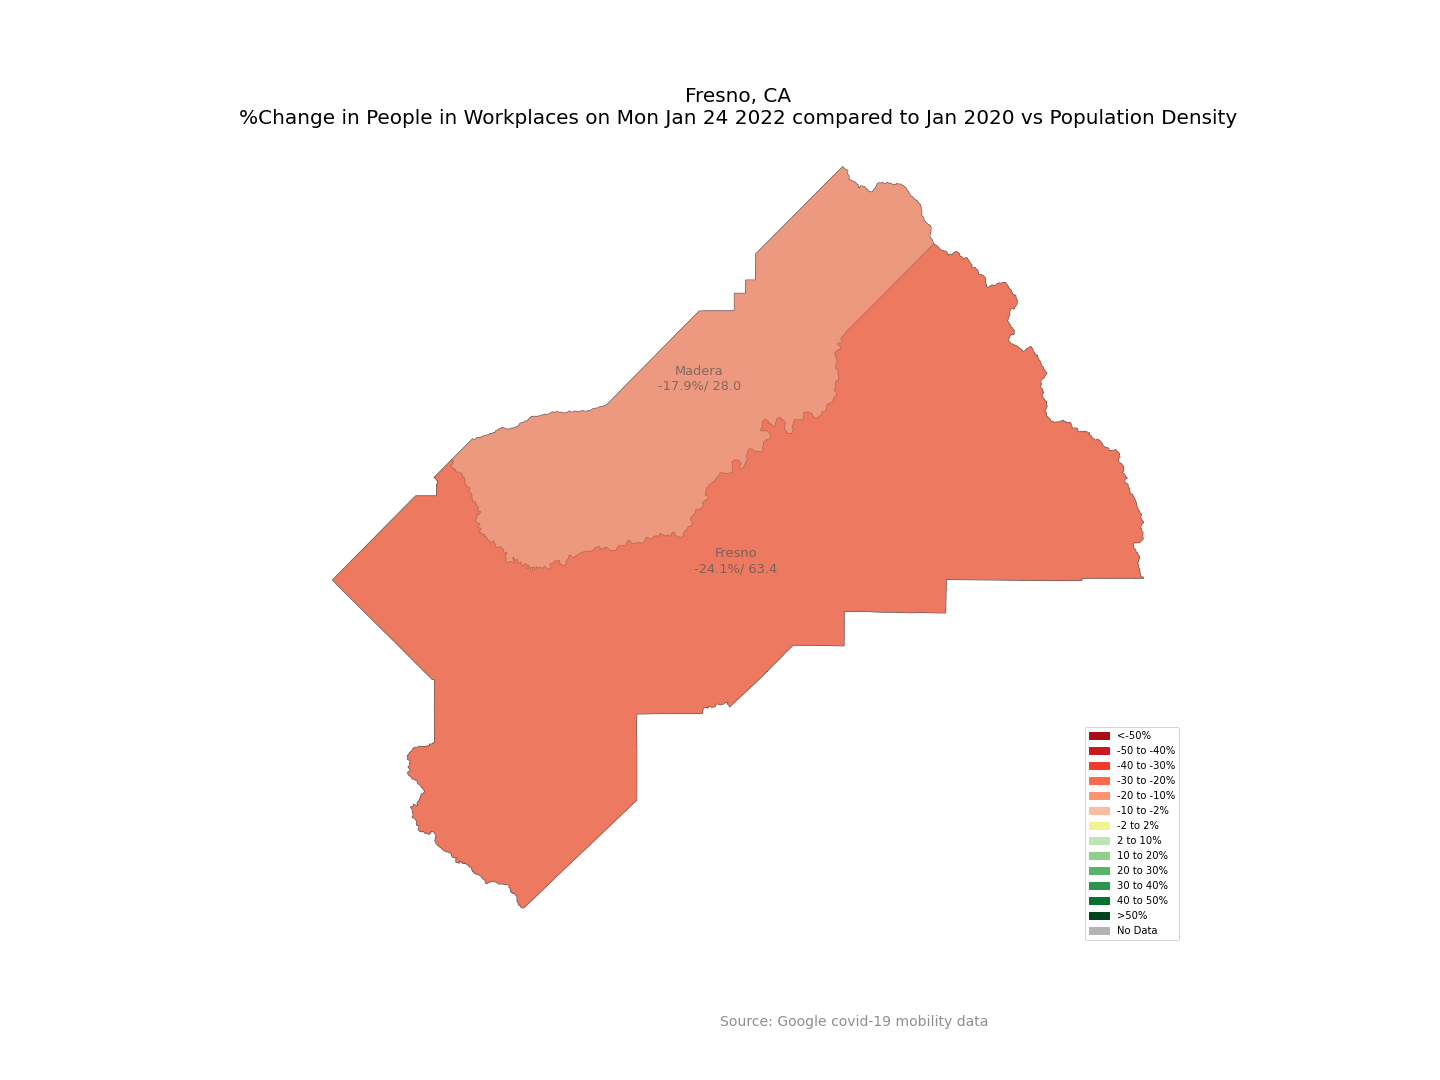 Fresno, CA
%Change in People in Workplaces on Mon Jan 24 2022 compared to Jan 2020 vs Population Density
Madera
-17.9%/ 28.0
Fresno
-24.1%/ 63.4
<-50%
-50 to -40%
-40 to -30%
-30 to -20%
-20 to -10%
-10 to -2%
-2 to 2%
2 to 10%
10 to 20%
20 to 30%
30 to 40%
40 to 50%
>50%
No Data
Source: Google covid-19 mobility data